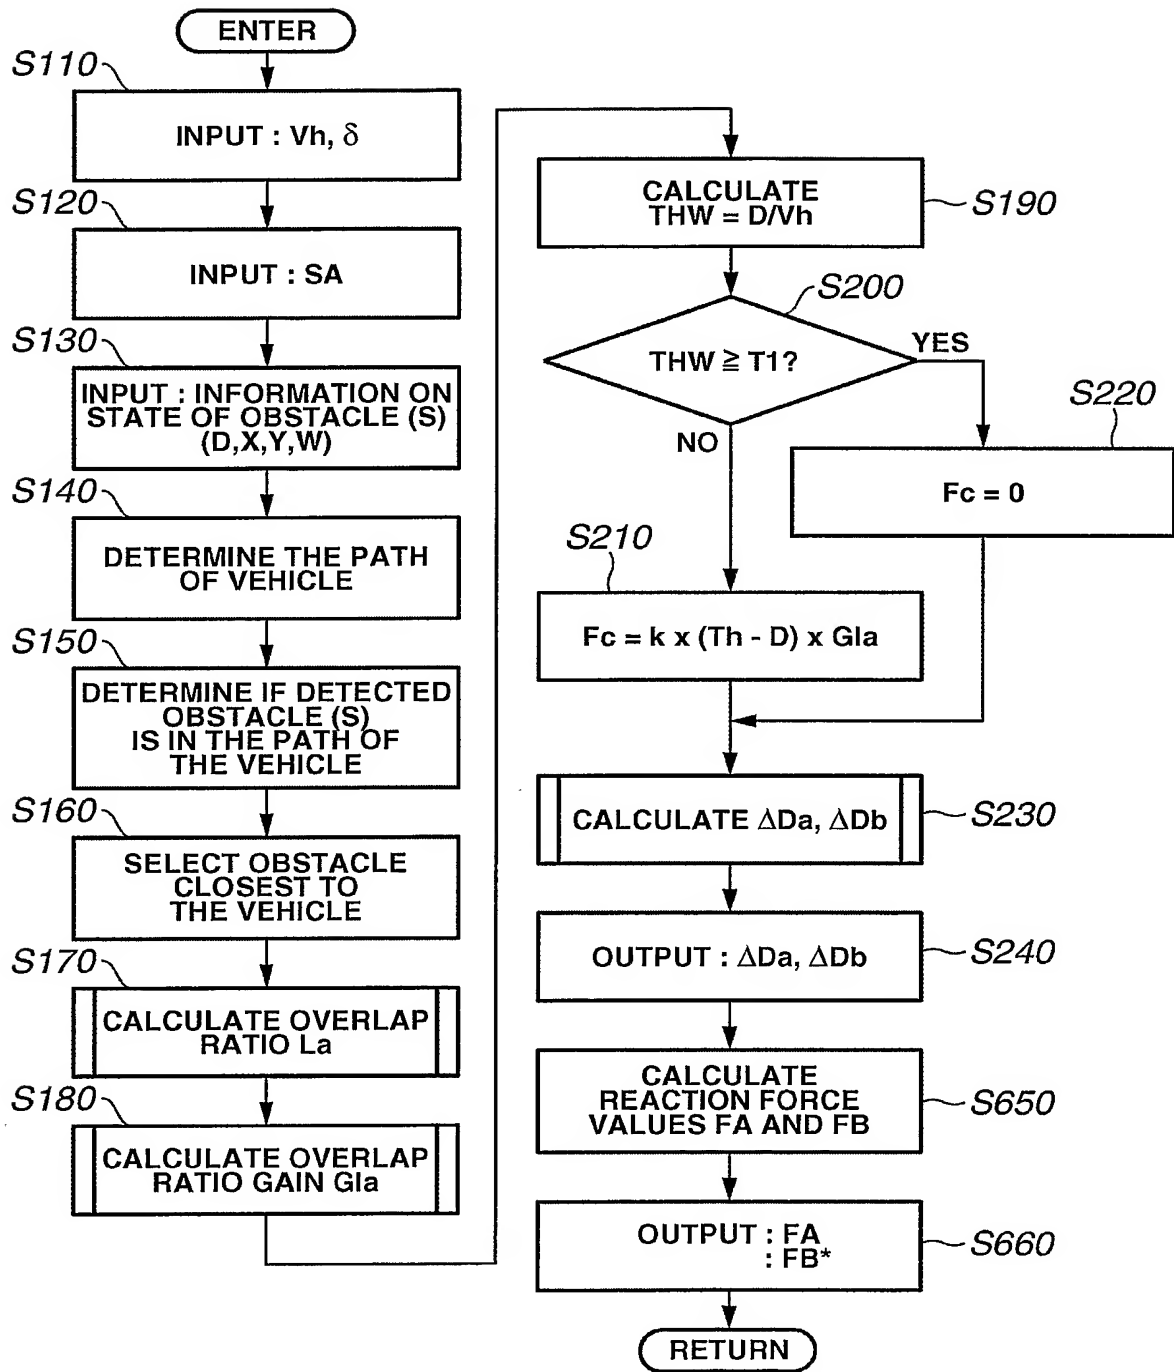 ENTER
S110
INPUT : Vh, δ
S120
INPUT : SA
S130
INPUT : INFORMATION ON
STATE OF OBSTACLE (S)
(D,X,Y,W)
S140
DETERMINE THE PATH
OF VEHICLE
S150
DETERMINE IF DETECTED
OBSTACLE (S)
IS IN THE PATH OF
THE VEHICLE
S160
SELECT OBSTACLE
CLOSEST TO
THE VEHICLE
S170
CALCULATE OVERLAP
RATIO La
S180
CALCULATE OVERLAP
RATIO GAIN Gla
CALCULATE
THW = D/Vh
S190
S200
THW ≧ T1?
YES
NO
S220
Fc = 0
S210
Fc = k x (Th - D) x Gla
CALCULATE ΔDa, ΔDb
S230
OUTPUT : ΔDa, ΔDb
S240
CALCULATE
REACTION FORCE
VALUES FA AND FB
S650
OUTPUT : FA
: FB*
S660
RETURN